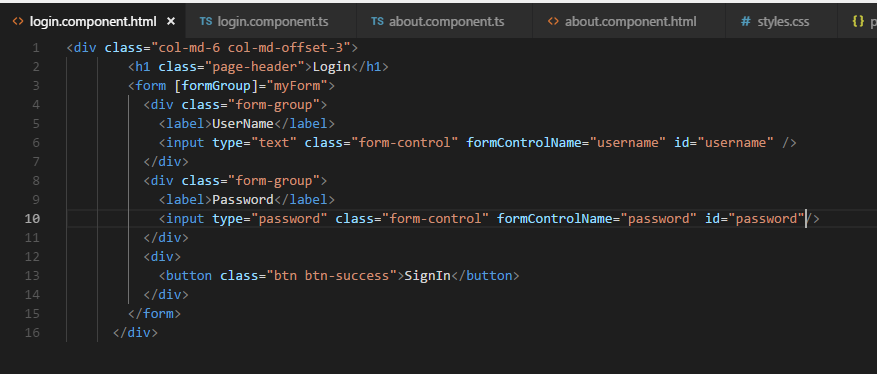 <> login.component.html × TS login.component.ts TS about.component.ts <> about.component.html # styles.css {} p
1 <div class="col-md-6 col-md-offset-3">
2 <h1 class="page-header">Login</h1>
3 <form [formGroup]="myForm">
4 <div class="form-group">
5 <label>UserName</label>
6 <input type="text" class="form-control" formControlName="username" id="username" />
7 </div>
8 <div class="form-group">
9 <label>Password</label>
10 <input type="password" class="form-control" formControlName="password" id="password"/>
11 </div>
12 <div>
13 <button class="btn btn-success">SignIn</button>
14 </div>
15 </form>
16 </div>